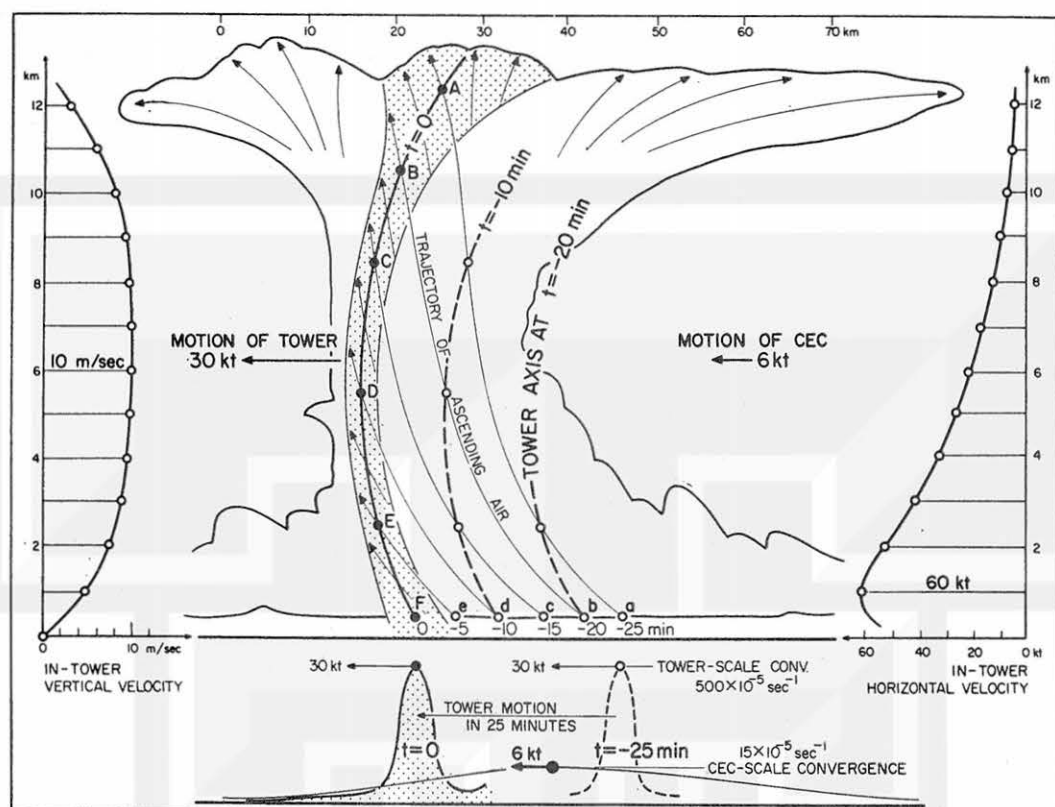 0 10 20 30 40 50 60 70 km
km
12
10
8
6
4
2
0 10 m/sec
10 m/sec
IN-TOWER
VERTICAL VELOCITY
MOTION OF TOWER
30 kt
A
B
C
D
E
F
t=0
t=-10 min
TOWER AXIS AT t=-20 min
TRAJECTORY OF ASCENDING AIR
MOTION OF CEC
6 kt
e d c b a
0 -5 -10 -15 -20 -25 min
km
12
10
8
6
4
2
60 kt
60 40 20 0 kt
IN-TOWER
HORIZONTAL VELOCITY
30 kt
30 kt
TOWER-SCALE CONV.
500×10⁻⁵ sec⁻¹
TOWER MOTION
IN 25 MINUTES
t=0
6 kt
t=-25 min
15×10⁻⁵ sec⁻¹
CEC-SCALE CONVERGENCE